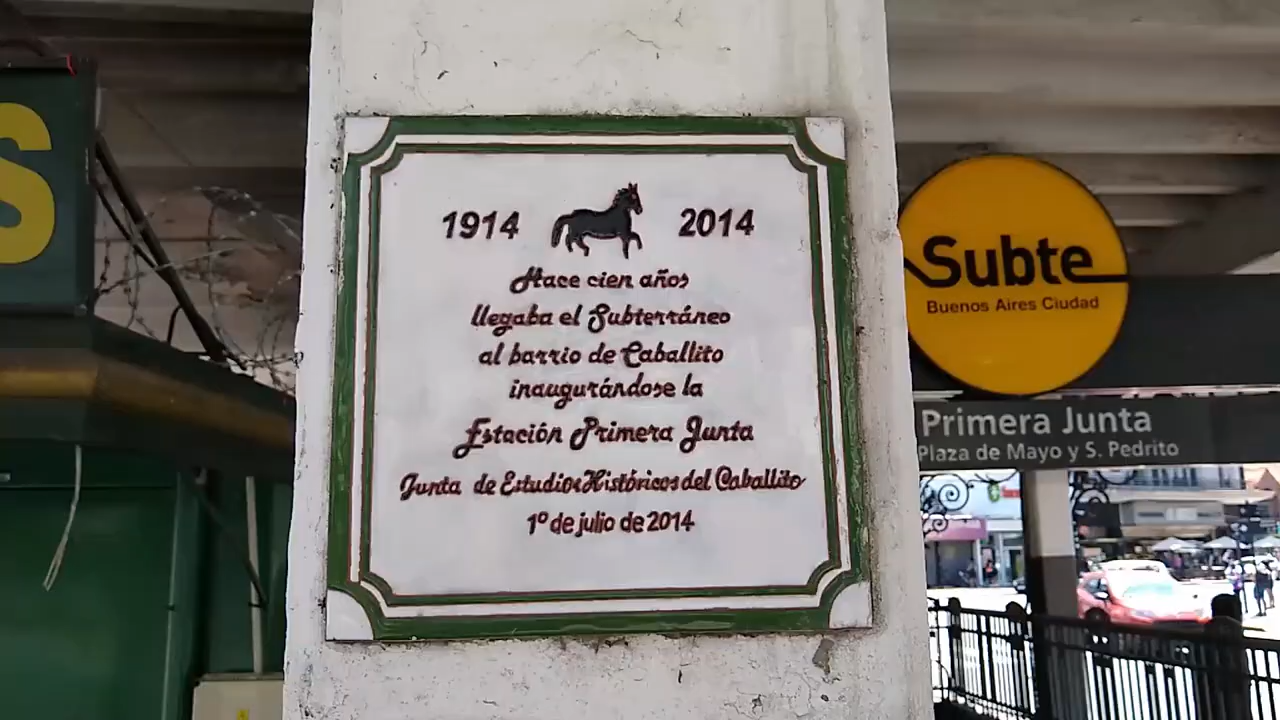 S
1914 2014
Hace cien años
llegaba el Subterráneo
al barrio de Caballito
inaugurándose la
Estación Primera Junta
Junta de Estudios Históricos del Caballito
1º de julio de 2014
Subte
Buenos Aires Ciudad
Primera Junta
Plaza de Mayo y S. Pedrito